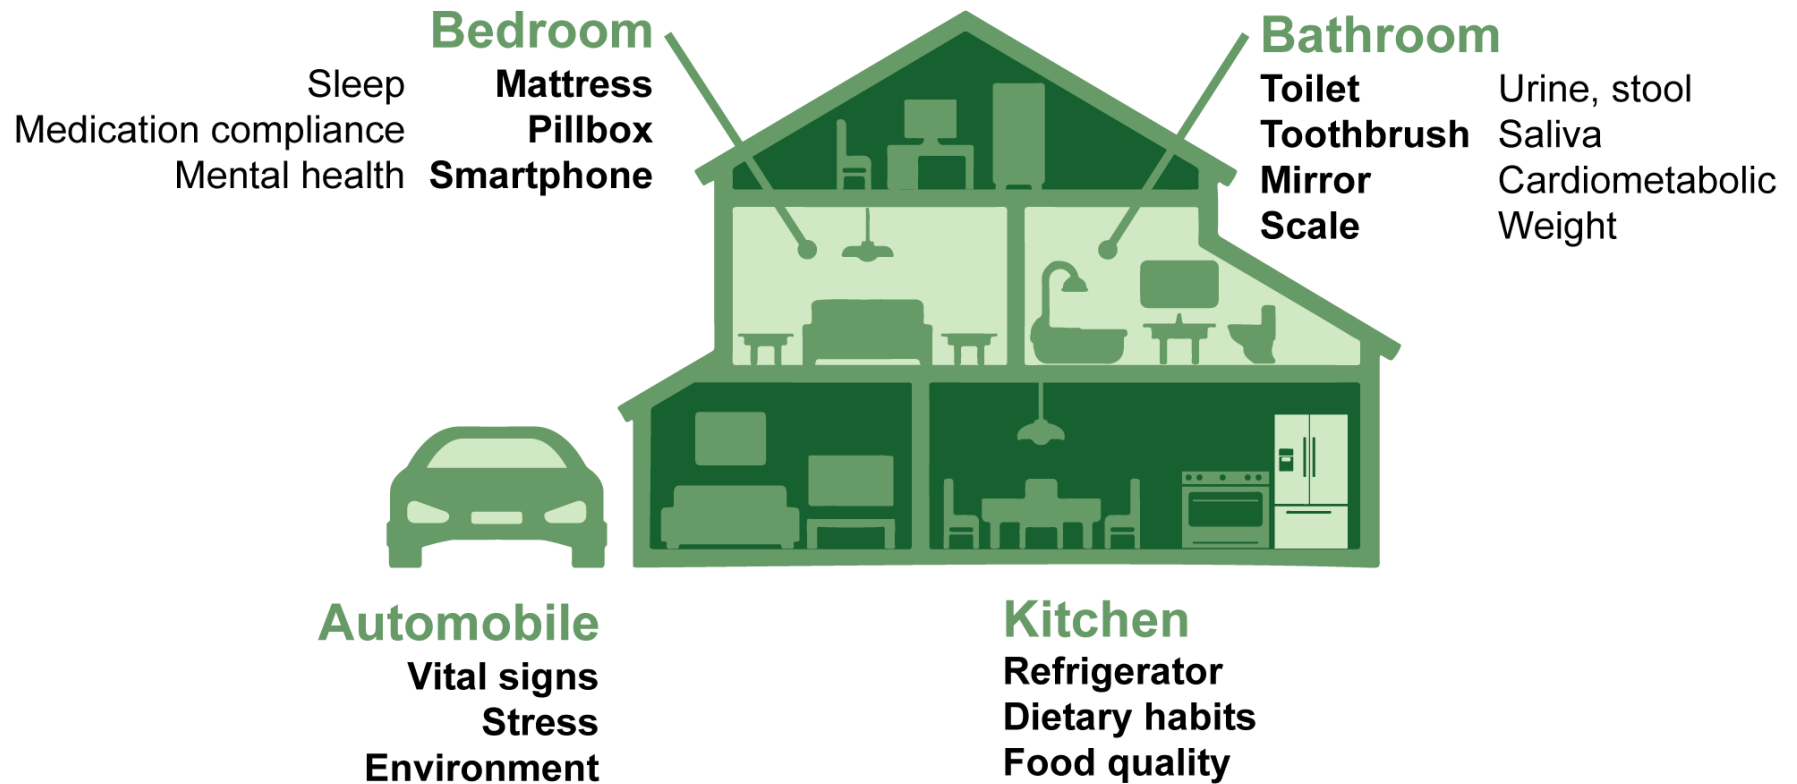 Bedroom
Sleep Mattress
Medication compliance Pillbox
Mental health Smartphone
Bathroom
Toilet Urine, stool
Toothbrush Saliva
Mirror Cardiometabolic
Scale Weight
Automobile
Vital signs
Stress
Environment
Kitchen
Refrigerator
Dietary habits
Food quality